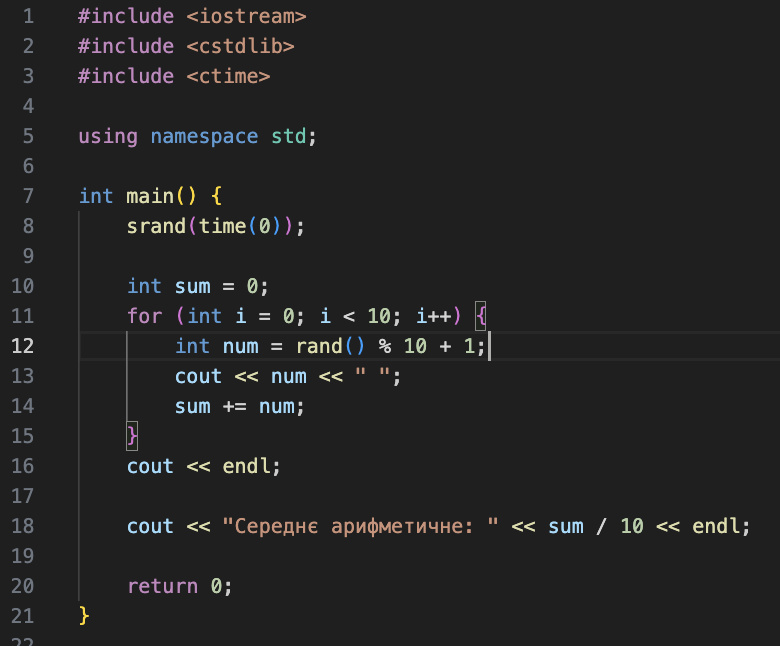 1 #include <iostream>
2 #include <cstdlib>
3 #include <ctime>
4
5 using namespace std;
6
7 int main() {
8 srand(time(0));
9
10 int sum = 0;
11 for (int i = 0; i < 10; i++) {
12 int num = rand() % 10 + 1;
13 cout << num << " ";
14 sum += num;
15 }
16 cout << endl;
17
18 cout << "Середнє арифметичне: " << sum / 10 << endl;
19
20 return 0;
21 }
22